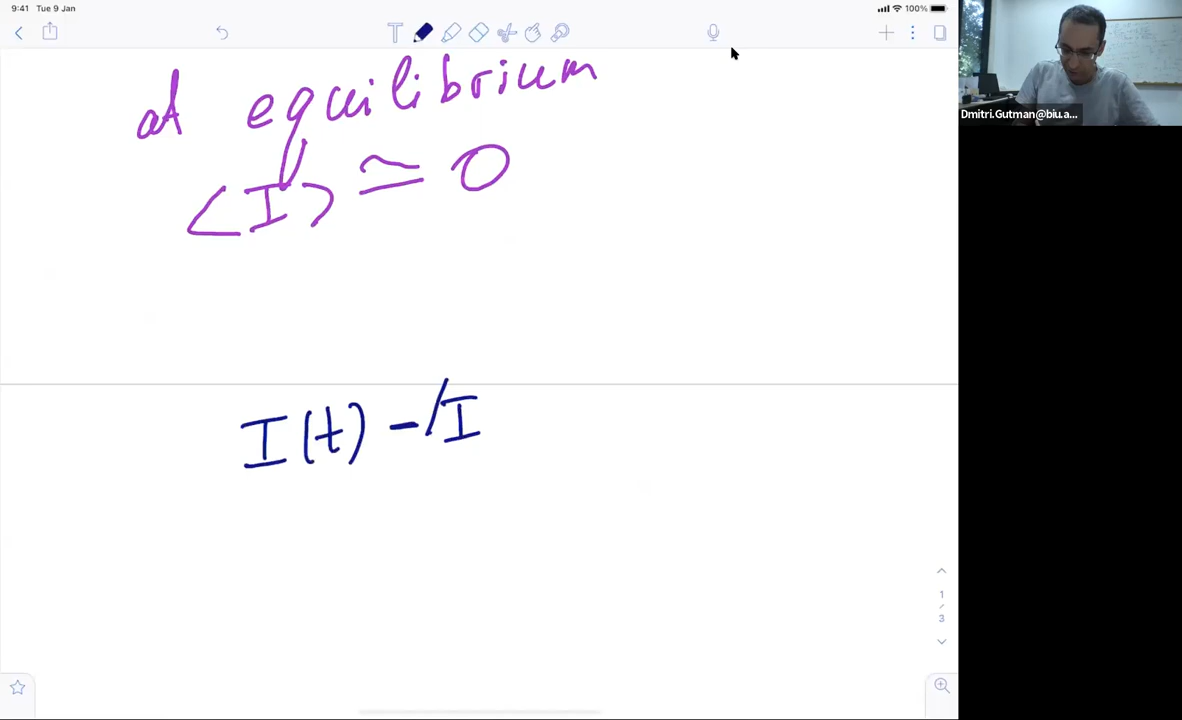 9:41 Tue 9 Jan
100%
T
Dmitri.Gutman@biu.a...
at equilibrium
⟨I⟩ ≃ 0
I(t) - ⟨I
1
/
3